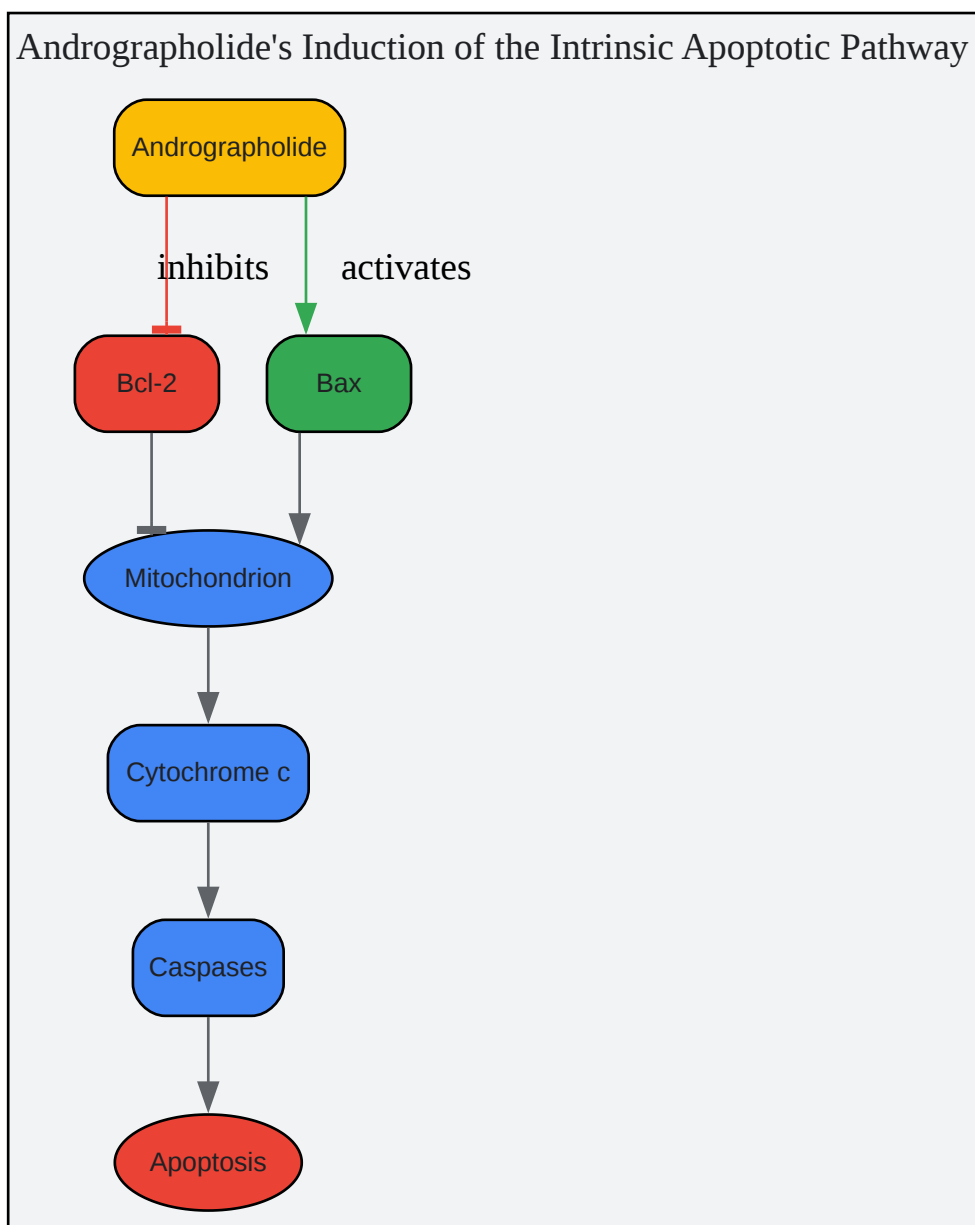 Andrographolide's Induction of the Intrinsic Apoptotic Pathway
Andrographolide
inhibits
activates
Bcl-2
Bax
Mitochondrion
Cytochrome c
Caspases
Apoptosis